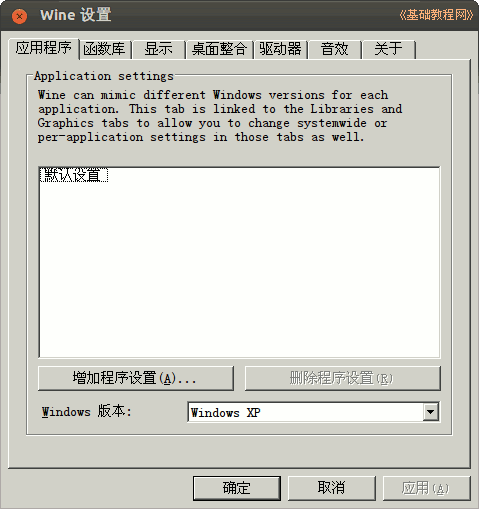 Wine 设置
《基础教程网》
应用程序 函数库 显示 桌面整合 驱动器 音效 关于
Application settings
Wine can mimic different Windows versions for each
application. This tab is linked to the Libraries and
Graphics tabs to allow you to change systemwide or
per-application settings in those tabs as well.
默认设置
增加程序设置(A)... 删除程序设置(R)
Windows 版本: Windows XP
确定 取消 应用(A)